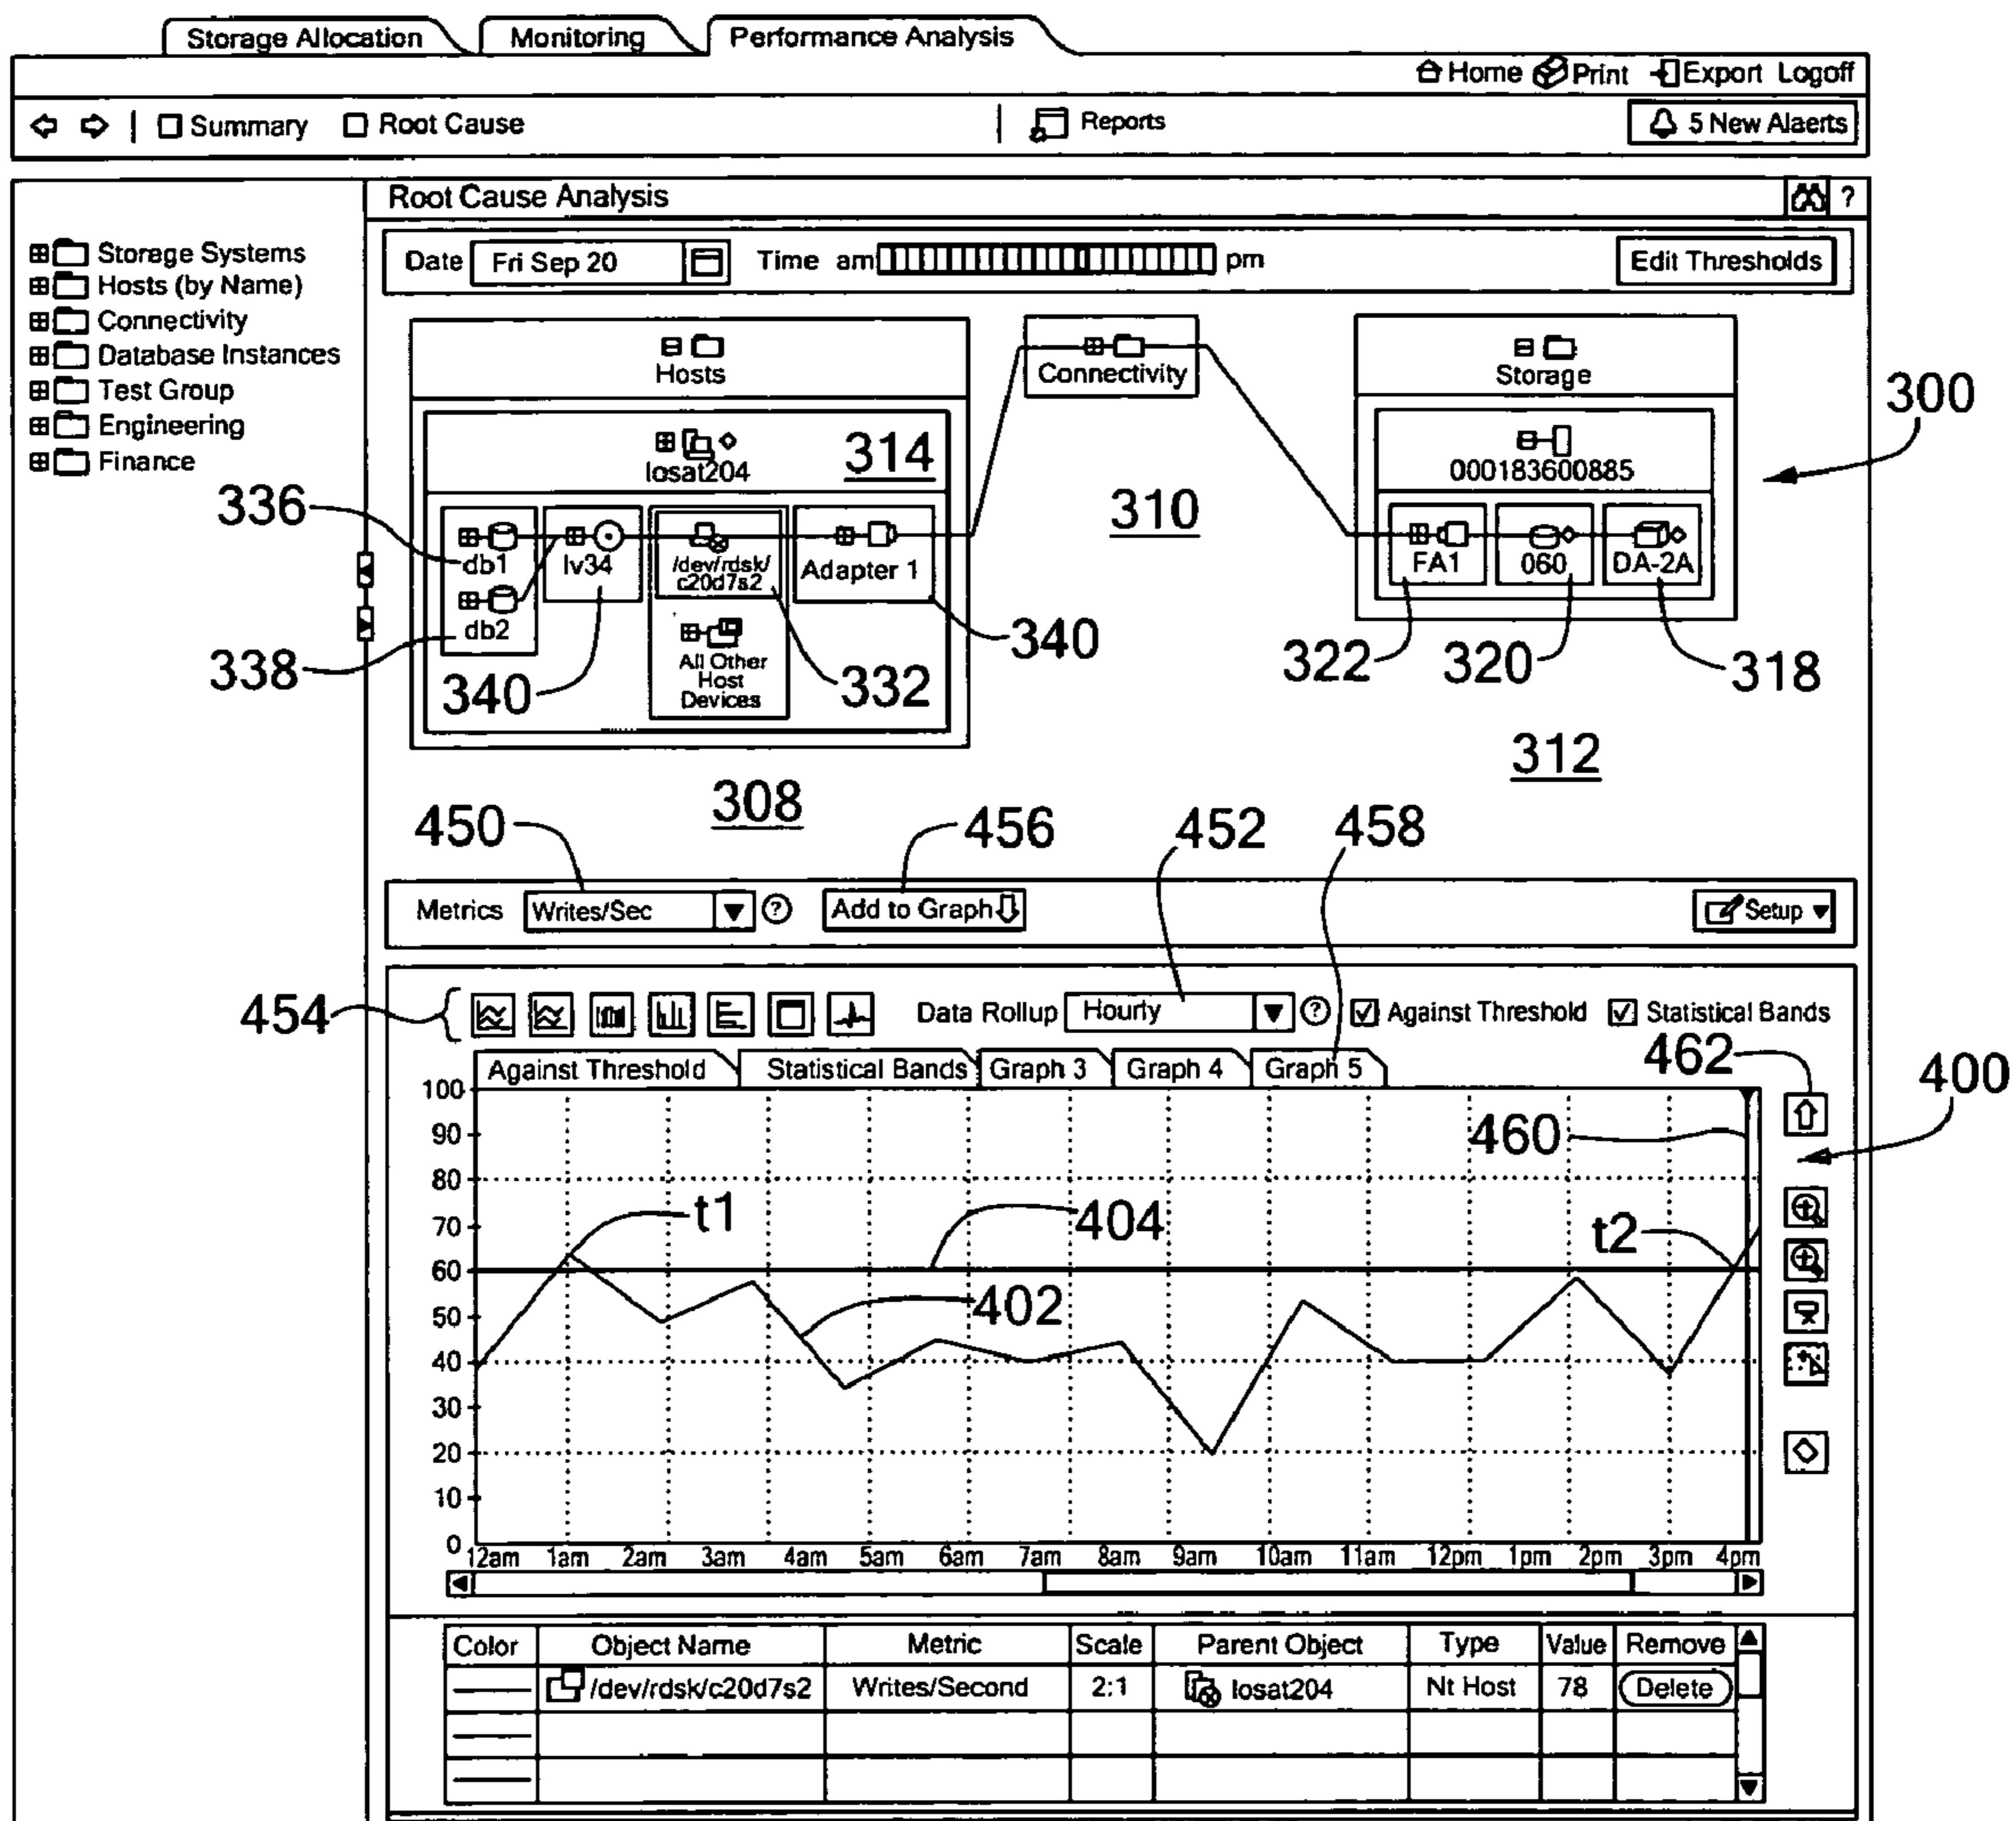 Storage Allocation Monitoring Performance Analysis
Home Print Export Logoff
Summary Root Cause Reports 5 New Alaerts
Root Cause Analysis ?
Storage Systems
Hosts (by Name)
Connectivity
Database Instances
Test Group
Engineering
Finance
Date Fri Sep 20 Time am pm Edit Thresholds
Hosts
Connectivity
Storage
300
losat204 314
000183600885
336
310
db1
lv34
/dev/rdsk/
c20d7s2
Adapter 1
FA1
060
DA-2A
db2
338
340
All Other
Host
Devices
332
340
322
320
318
312
308
450
456
452
458
Metrics Writes/Sec ? Add to Graph Setup
454
Data Rollup Hourly ? Against Threshold Statistical Bands
Against Threshold Statistical Bands Graph 3 Graph 4 Graph 5
462
400
100
90
80
70
60
50
40
30
20
10
0
460
t1
404
t2
402
12am 1am 2am 3am 4am 5am 6am 7am 8am 9am 10am 11am 12pm 1pm 2pm 3pm 4pm
Color Object Name Metric Scale Parent Object Type Value Remove
/dev/rdsk/c20d7s2 Writes/Second 2:1 losat204 Nt Host 78 Delete